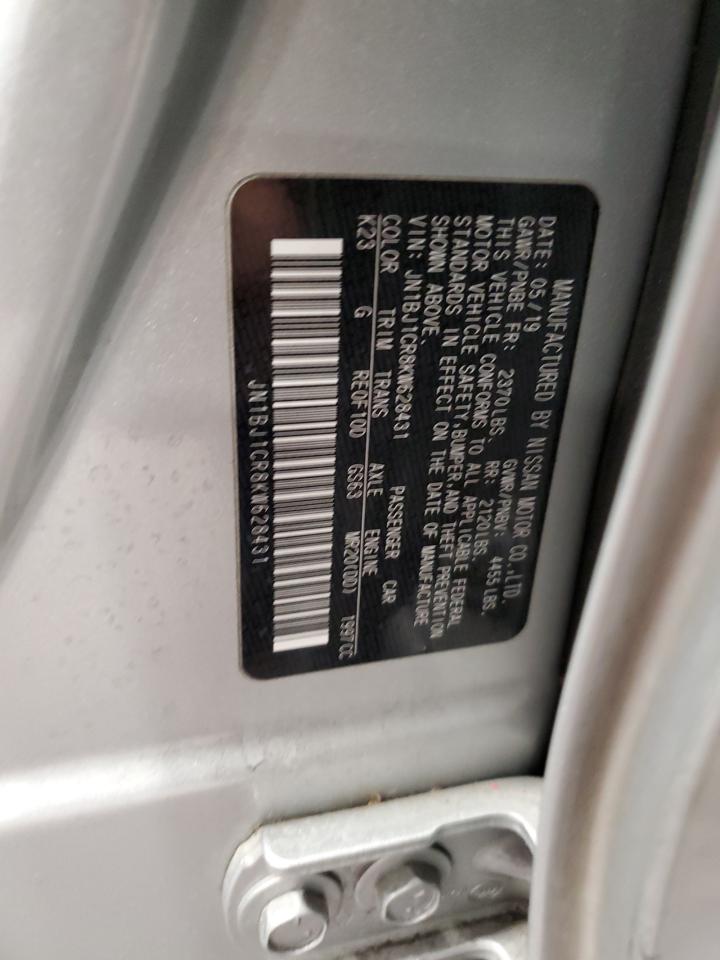 MANUFACTURED BY NISSAN MOTOR CO.,LTD.
DATE: 05/19 GVWR/PNBV: 4455 LBS.
GAWR/PNBE FR: 2370LBS. RR: 2120LBS.
THIS VEHICLE CONFORMS TO ALL APPLICABLE FEDERAL
MOTOR VEHICLE SAFETY,BUMPER,AND THEFT PREVENTION
STANDARDS IN EFFECT ON THE DATE OF MANUFACTURE
SHOWN ABOVE.
VIN: JN1BJ1CR8KW628431 PASSENGER CAR
COLOR TRIM TRANS AXLE ENGINE
K23 G RE0F10D GS63 MR20(DD) 1997CC
JN1BJ1CR8KW628431